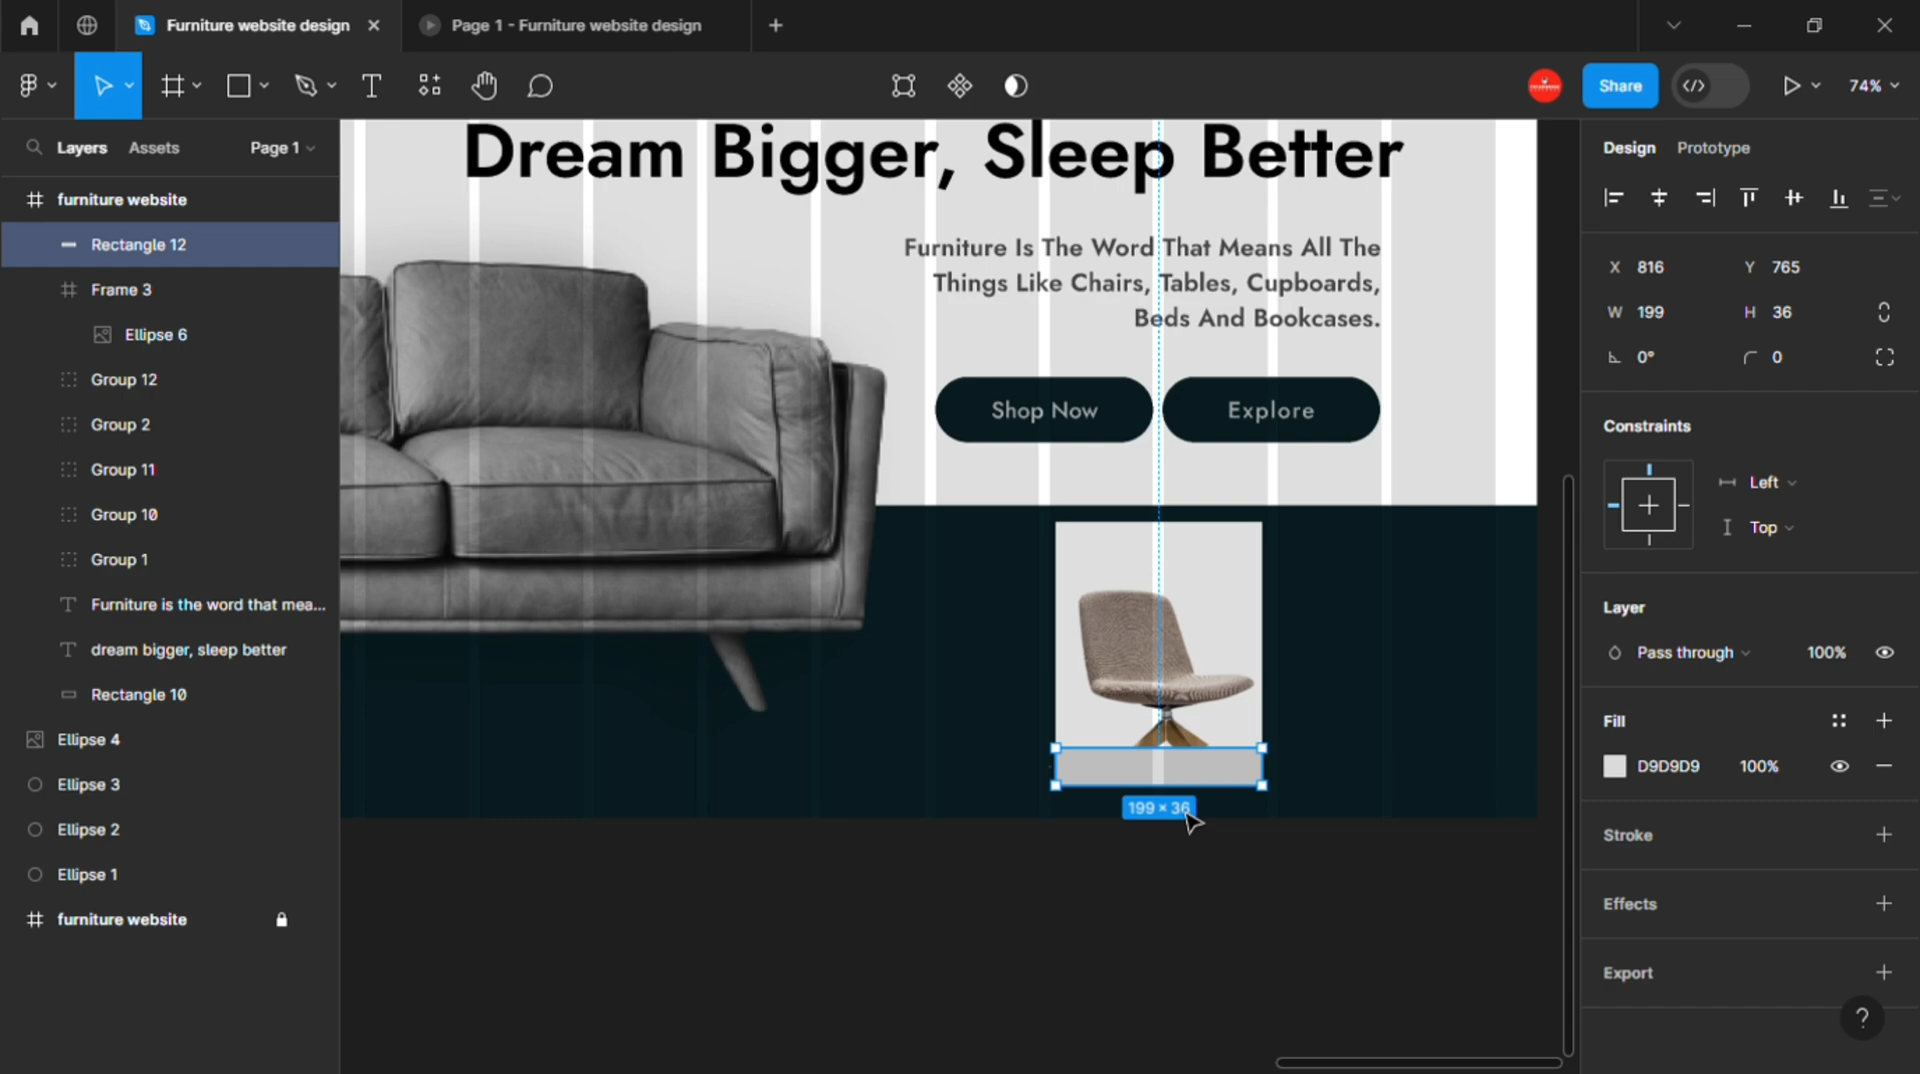 Furniture website design
Page 1 - Furniture website design
Share
74%
Layers
Assets
Page 1
furniture website
Rectangle 12
Frame 3
Ellipse 6
Group 12
Group 2
Group 11
Group 10
Group 1
Furniture is the word that mea...
dream bigger, sleep better
Rectangle 10
Ellipse 4
Ellipse 3
Ellipse 2
Ellipse 1
furniture website
Dream Bigger, Sleep Better
Furniture Is The Word That Means All The
Things Like Chairs, Tables, Cupboards,
Beds And Bookcases.
Shop Now
Explore
199 × 36
Design
Prototype
X 816
Y 765
W 199
H 36
0°
0
Constraints
Left
Top
Layer
Pass through
100%
Fill
D9D9D9
100%
Stroke
Effects
Export
?